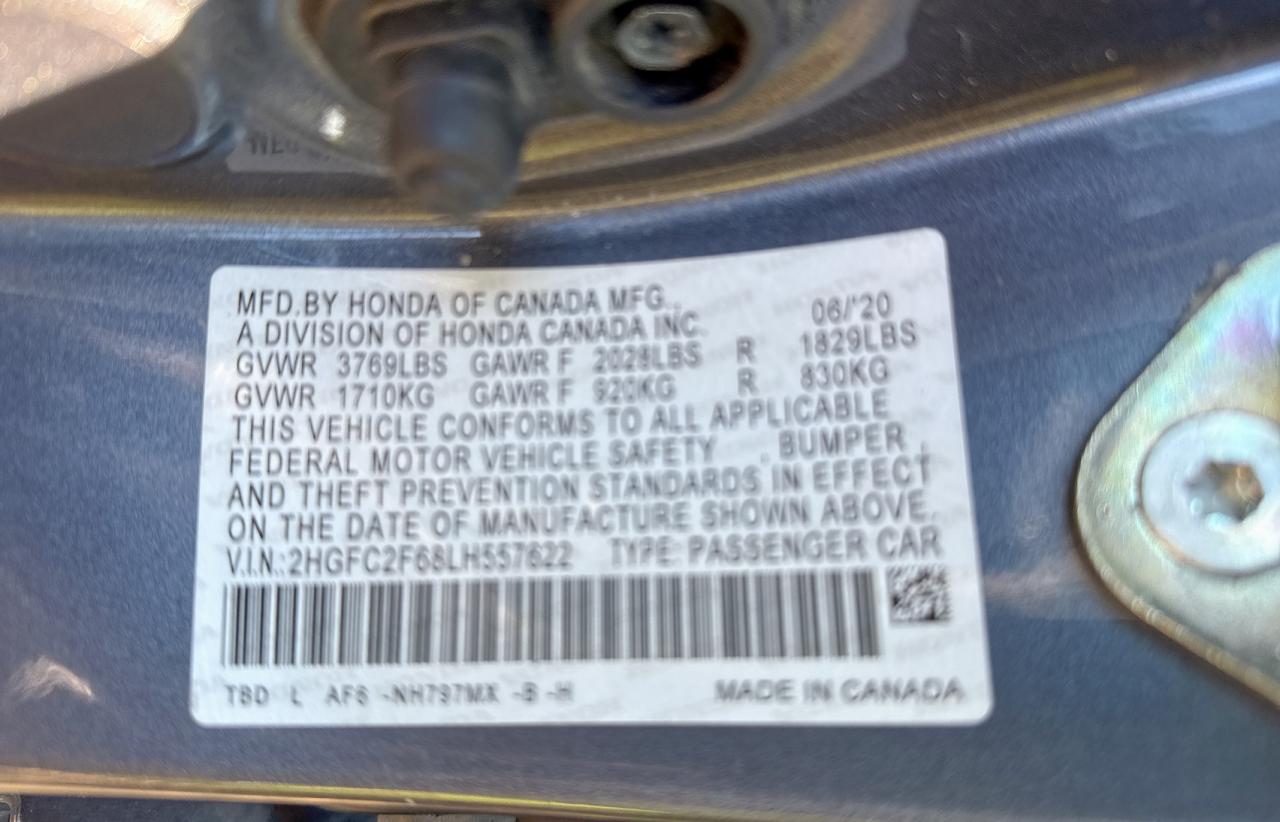 MFD.BY HONDA OF CANADA MFG. 06/'20
A DIVISION OF HONDA CANADA INC.
GVWR 3769LBS GAWR F 2028LBS R 1829LBS
GVWR 1710KG GAWR F 920KG R 830KG
THIS VEHICLE CONFORMS TO ALL APPLICABLE
FEDERAL MOTOR VEHICLE SAFETY , BUMPER ,
AND THEFT PREVENTION STANDARDS IN EFFECT
ON THE DATE OF MANUFACTURE SHOWN ABOVE.
V.I.N.:2HGFC2F68LH557622 TYPE:PASSENGER CAR
L -NH797MX -B -H MADE IN CANADA